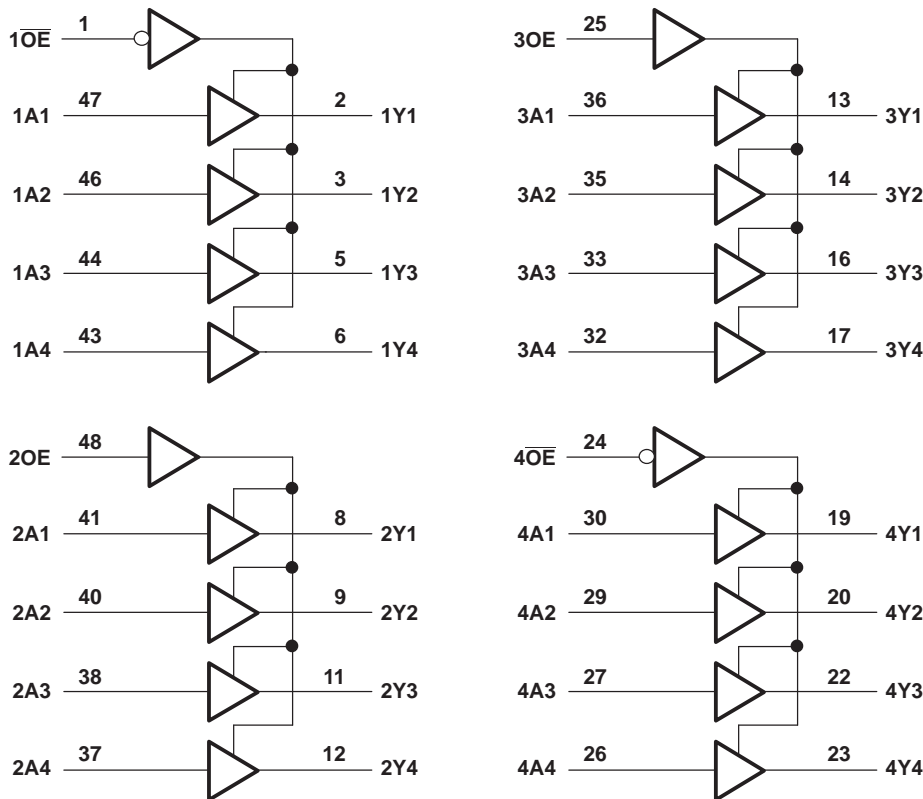 1O̅E̅ 1
47
1A1 2 1Y1
46
1A2 3 1Y2
44
1A3 5 1Y3
43
1A4 6 1Y4
3OE 25
36
3A1 13 3Y1
35
3A2 14 3Y2
33
3A3 16 3Y3
32
3A4 17 3Y4
2OE 48
41
2A1 8 2Y1
40
2A2 9 2Y2
38
2A3 11 2Y3
37
2A4 12 2Y4
4O̅E̅ 24
30
4A1 19 4Y1
29
4A2 20 4Y2
27
4A3 22 4Y3
26
4A4 23 4Y4